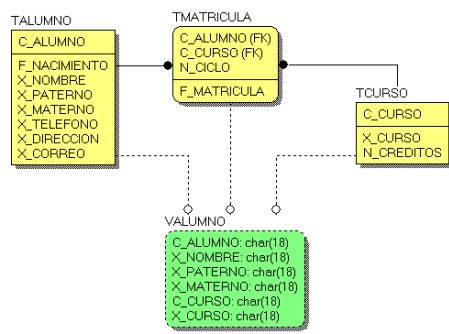 TALUMNO
C_ALUMNO
F_NACIMIENTO
X_NOMBRE
X_PATERNO
X_MATERNO
X_TELEFONO
X_DIRECCION
X_CORREO
TMATRICULA
C_ALUMNO (FK)
C_CURSO (FK)
N_CICLO
F_MATRICULA
TCURSO
C_CURSO
X_CURSO
N_CREDITOS
VALUMNO
C_ALUMNO: char(18)
X_NOMBRE: char(18)
X_PATERNO: char(18)
X_MATERNO: char(18)
C_CURSO: char(18)
X_CURSO: char(18)